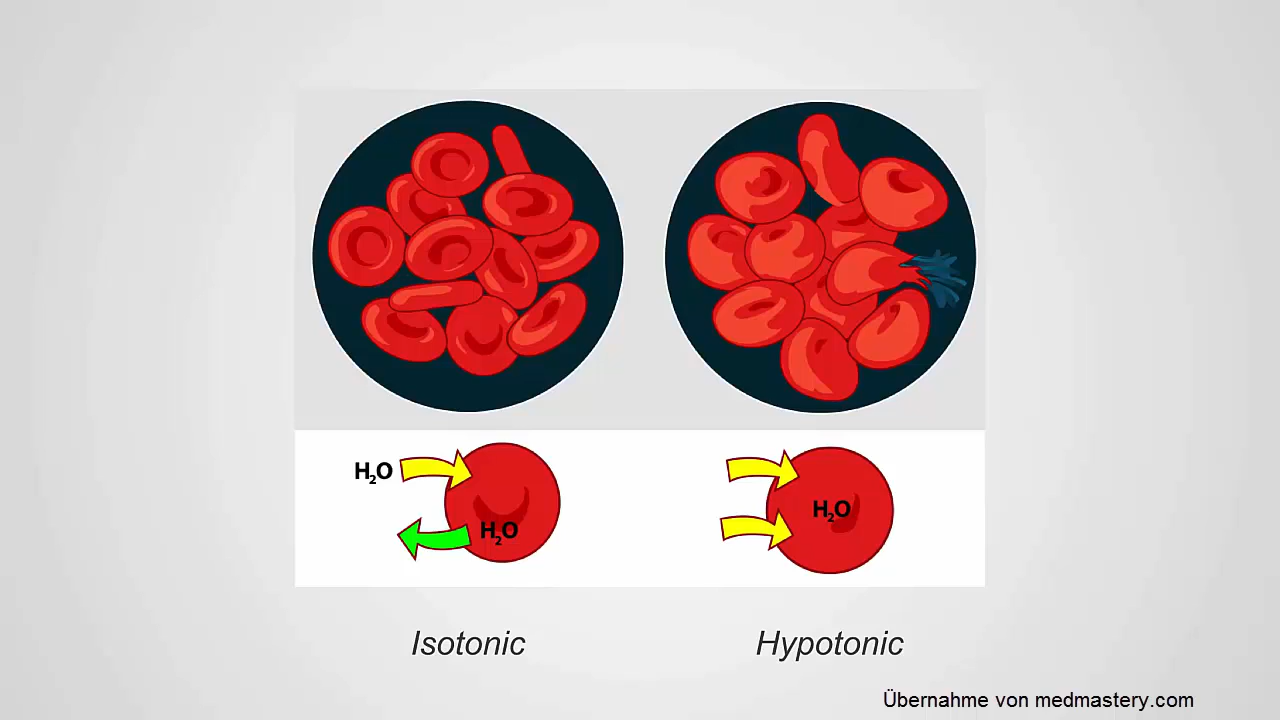 H₂O
H₂O
H₂O
Isotonic
Hypotonic
Übernahme von medmastery.com